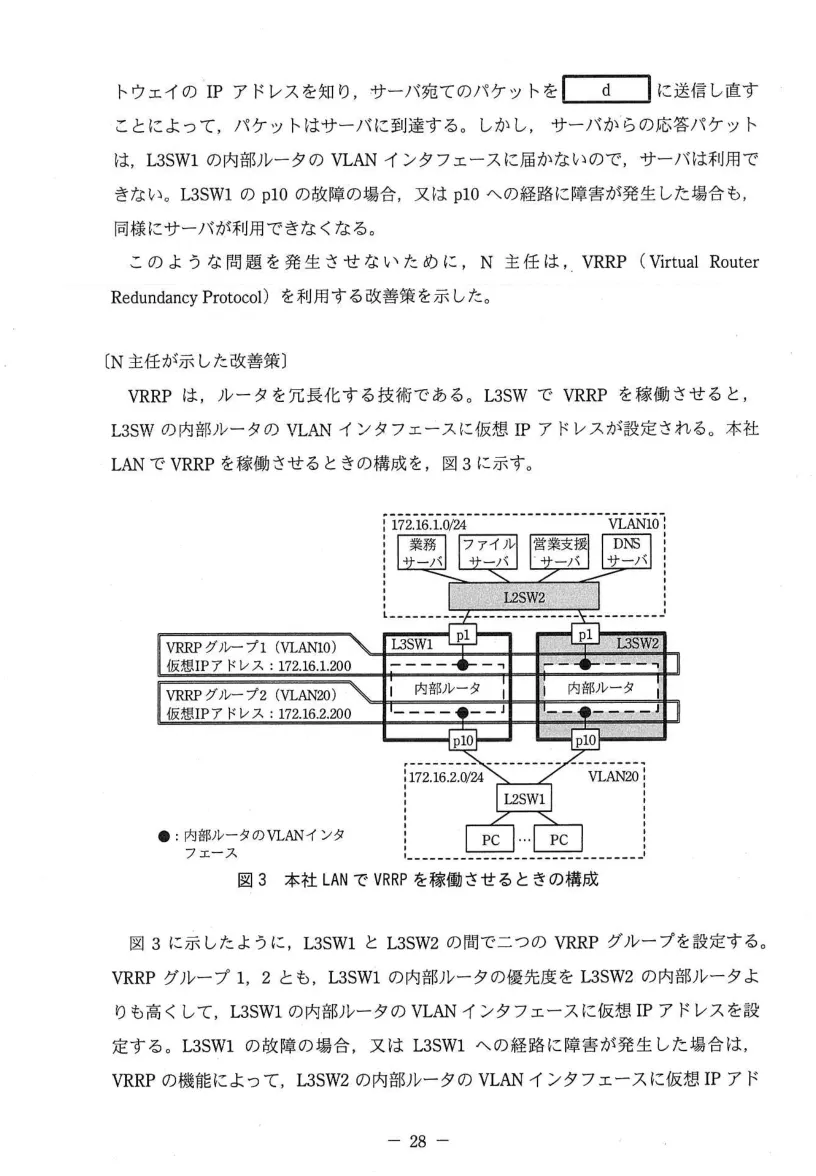 トウェイの IP アドレスを知り，サーバ宛てのパケットを d に送信し直す
ことによって，パケットはサーバに到達する。しかし，サーバからの応答パケット
は，L3SW1 の内部ルータの VLAN インタフェースに届かないので，サーバは利用で
きない。L3SW1 の p10 の故障の場合，又は p10 への経路に障害が発生した場合も，
同様にサーバが利用できなくなる。
このような問題を発生させないために，N 主任は，VRRP（Virtual Router
Redundancy Protocol）を利用する改善策を示した。
〔N 主任が示した改善策〕
VRRP は，ルータを冗長化する技術である。L3SW で VRRP を稼働させると，
L3SW の内部ルータの VLAN インタフェースに仮想 IP アドレスが設定される。本社
LAN で VRRP を稼働させるときの構成を，図 3 に示す。
172.16.1.0/24 VLAN10
業務サーバ
ファイルサーバ
営業支援サーバ
DNSサーバ
L2SW2
p1 p1
L3SW1 L3SW2
VRRPグループ1（VLAN10）
仮想IPアドレス：172.16.1.200
内部ルータ 内部ルータ
VRRPグループ2（VLAN20）
仮想IPアドレス：172.16.2.200
p10 p10
172.16.2.0/24 VLAN20
L2SW1
PC … PC
●：内部ルータのVLANインタ
フェース
図 3 本社 LAN で VRRP を稼働させるときの構成
図 3 に示したように，L3SW1 と L3SW2 の間で二つの VRRP グループを設定する。
VRRP グループ 1，2 とも，L3SW1 の内部ルータの優先度を L3SW2 の内部ルータよ
りも高くして，L3SW1 の内部ルータの VLAN インタフェースに仮想 IP アドレスを設
定する。L3SW1 の故障の場合，又は L3SW1 への経路に障害が発生した場合は，
VRRP の機能によって，L3SW2 の内部ルータの VLAN インタフェースに仮想 IP アド
－ 28 －